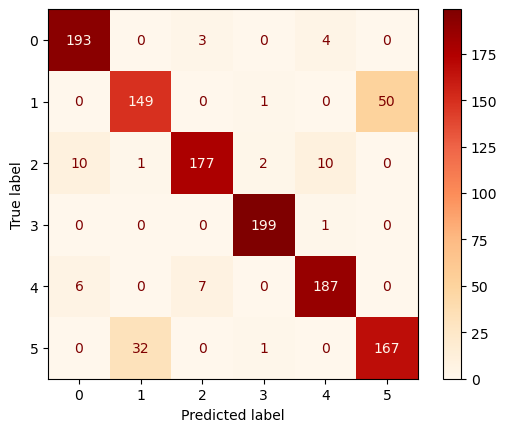 0 193 0 3 0 4 0
1 0 149 0 1 0 50
2 10 1 177 2 10 0
3 0 0 0 199 1 0
4 6 0 7 0 187 0
5 0 32 0 1 0 167
0 1 2 3 4 5
Predicted label
True label
175
150
125
100
75
50
25
0